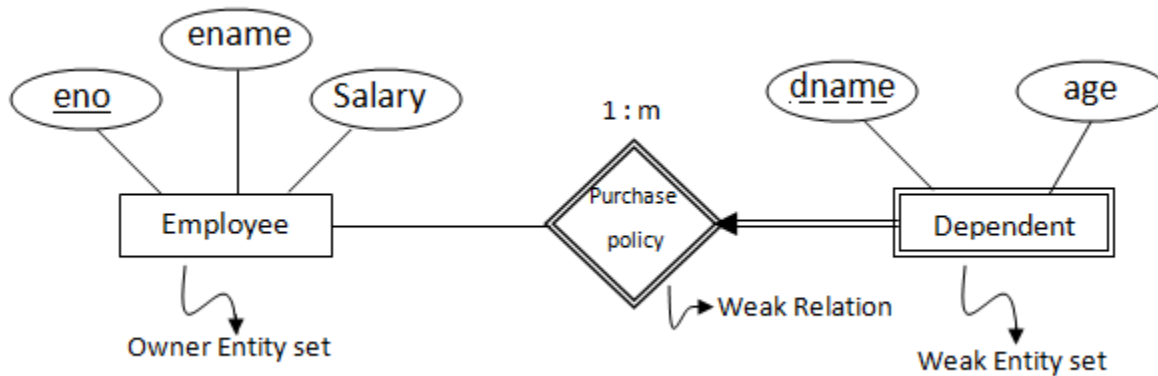 ename
eno
Salary
dname
age
1 : m
Purchase
policy
Employee
Dependent
Weak Relation
Owner Entity set
Weak Entity set